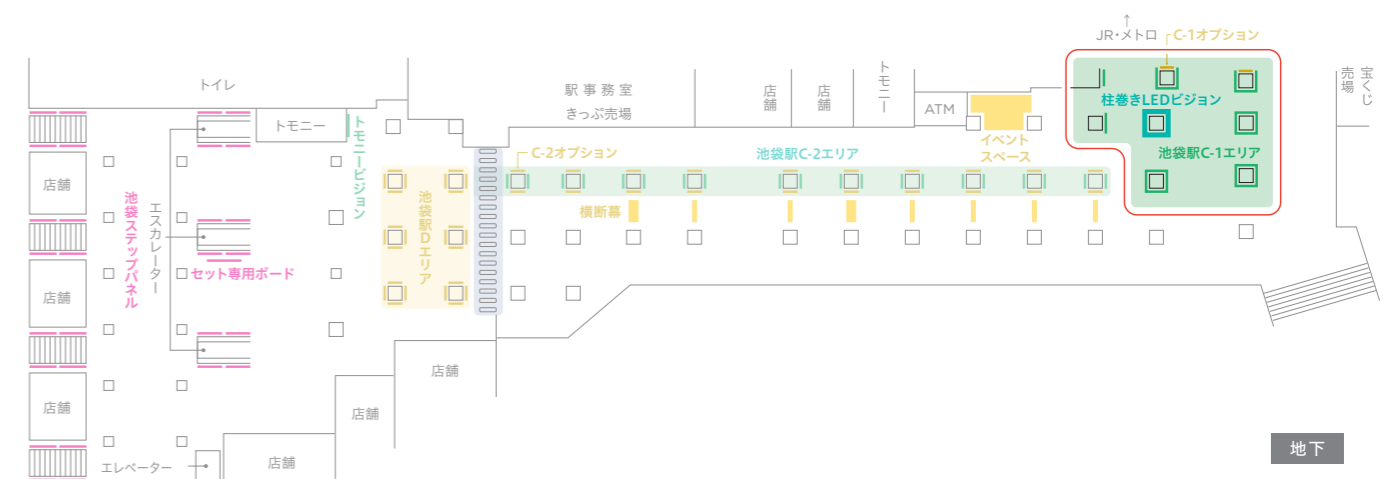 ↑
JR・メトロ
C-1オプション
宝くじ
売場
トイレ
駅事務室
きっぷ売場
店舗
店舗
トモニー
ATM
柱巻きLEDビジョン
トモニー
トモニービジョン
C-2オプション
池袋駅C-2エリア
イベント
スペース
池袋駅C-1エリア
店舗
池袋ステップパネル
エスカレーター
池袋駅Dエリア
横断幕
セット専用ボード
店舗
店舗
店舗
店舗
エレベーター
店舗
地下